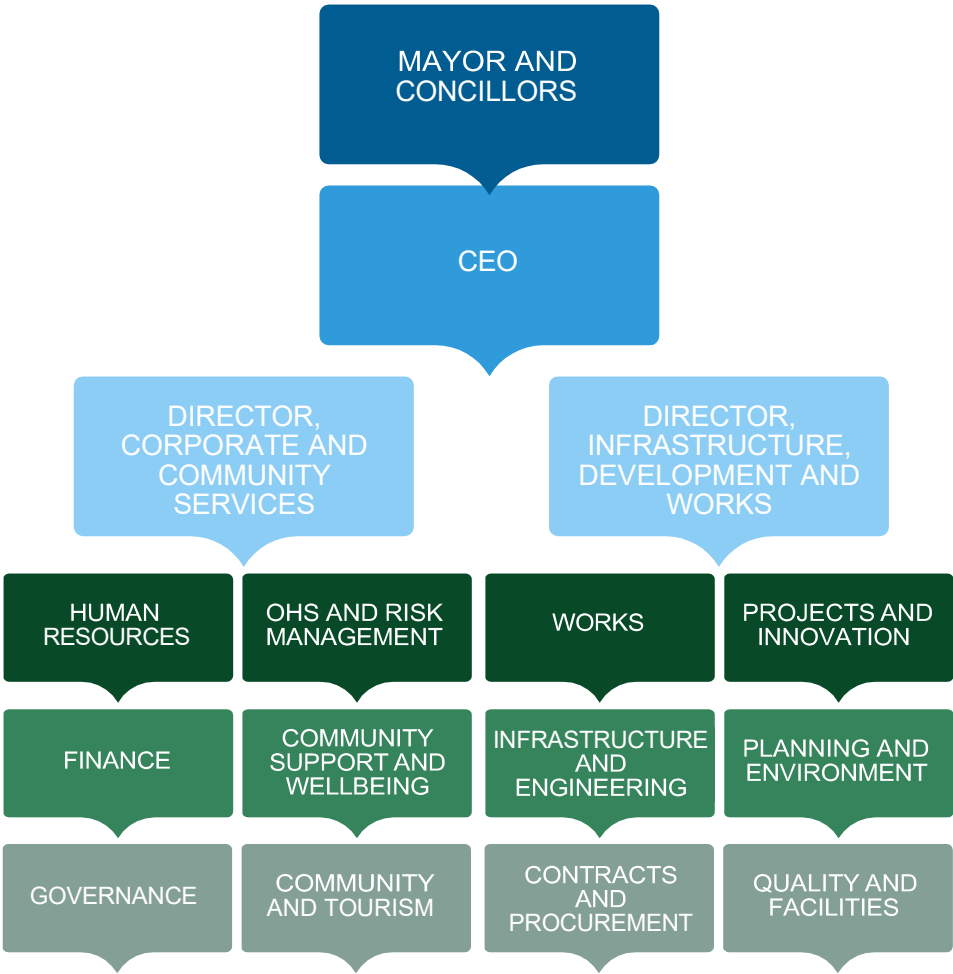 MAYOR AND
CONCILLORS
CEO
DIRECTOR,
CORPORATE AND
COMMUNITY
SERVICES
DIRECTOR,
INFRASTRUCTURE,
DEVELOPMENT AND
WORKS
HUMAN
RESOURCES
OHS AND RISK
MANAGEMENT
WORKS
PROJECTS AND
INNOVATION
FINANCE
COMMUNITY
SUPPORT AND
WELLBEING
INFRASTRUCTURE
AND
ENGINEERING
PLANNING AND
ENVIRONMENT
GOVERNANCE
COMMUNITY
AND TOURISM
CONTRACTS
AND
PROCUREMENT
QUALITY AND
FACILITIES